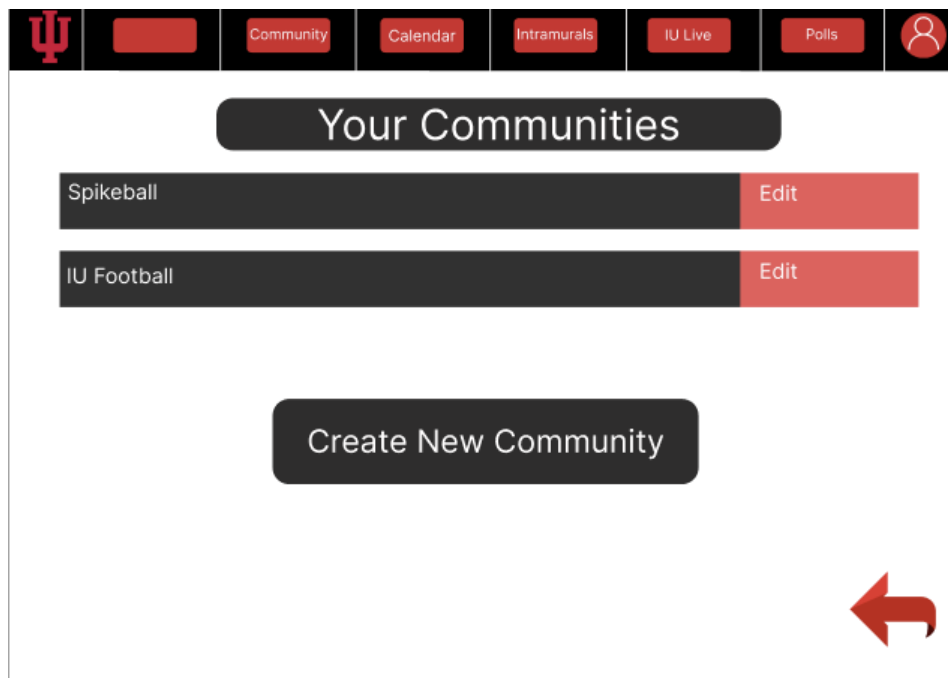 Community
Calendar
Intramurals
IU Live
Polls
Your Communities
Spikeball
Edit
IU Football
Edit
Create New Community